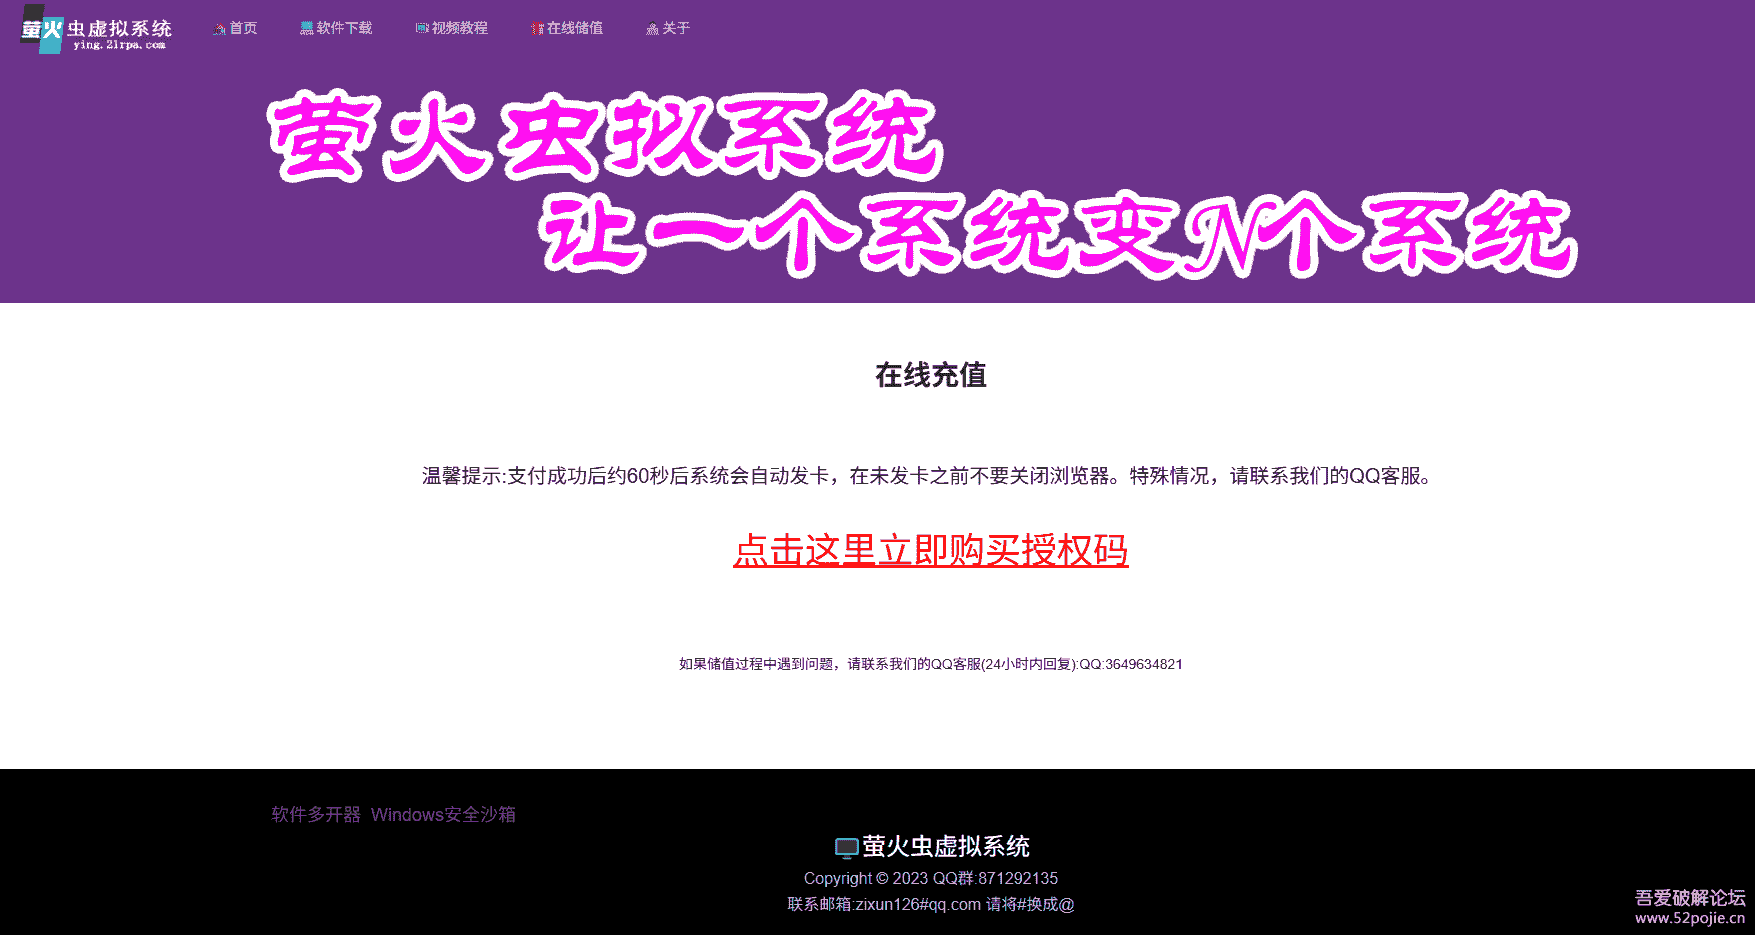 萤火虫虚拟系统
ying.21rpa.com
首页
软件下载
视频教程
在线储值
关于
萤火虫拟系统
让一个系统变N个系统
在线充值
温馨提示:支付成功后约60秒后系统会自动发卡，在未发卡之前不要关闭浏览器。特殊情况，请联系我们的QQ客服。
点击这里立即购买授权码
如果储值过程中遇到问题，请联系我们的QQ客服(24小时内回复):QQ:3649634821
软件多开器 Windows安全沙箱
萤火虫虚拟系统
Copyright © 2023 QQ群:871292135
联系邮箱:zixun126#qq.com 请将#换成@
吾爱破解论坛
www.52pojie.cn